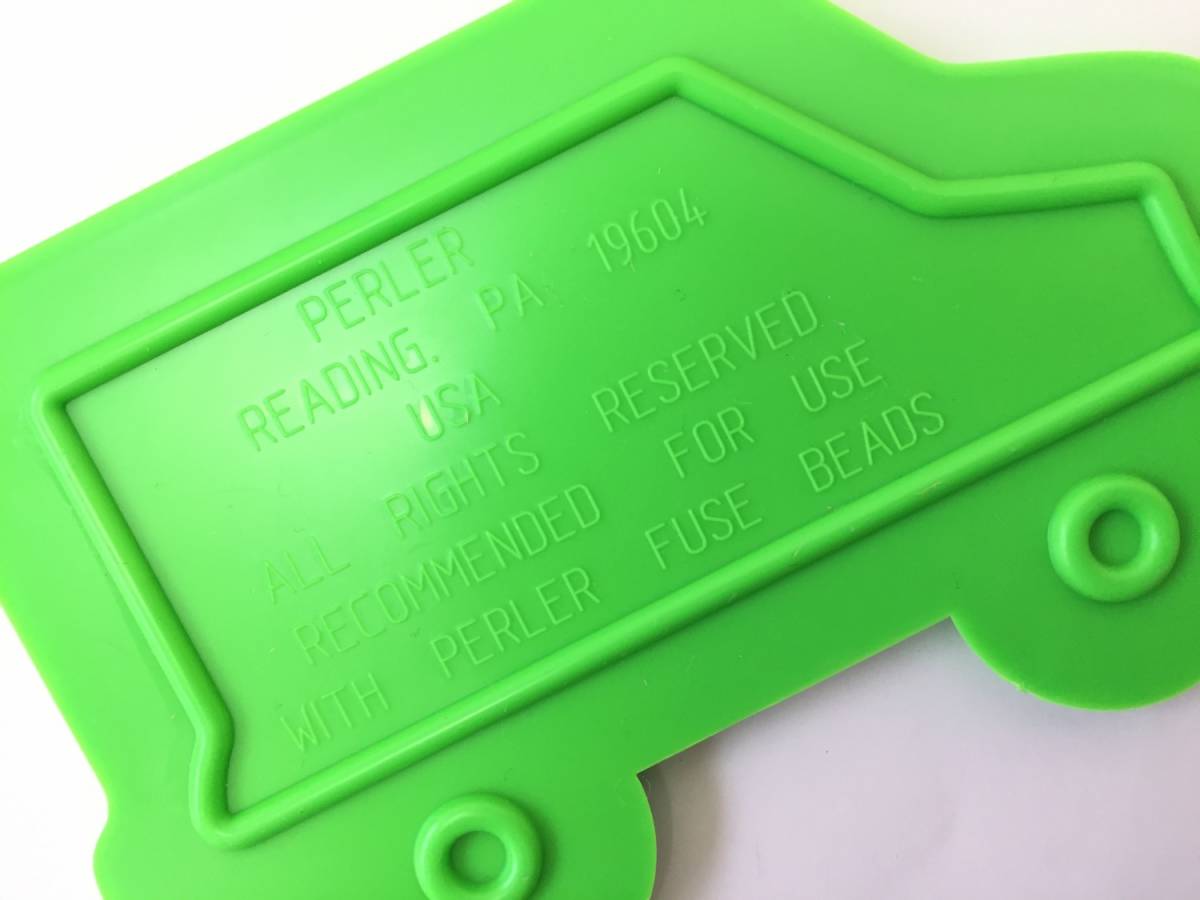 PERLER
READING. PA 19604
USA
ALL RIGHTS RESERVED
RECOMMENDED FOR USE
WITH PERLER FUSE BEADS